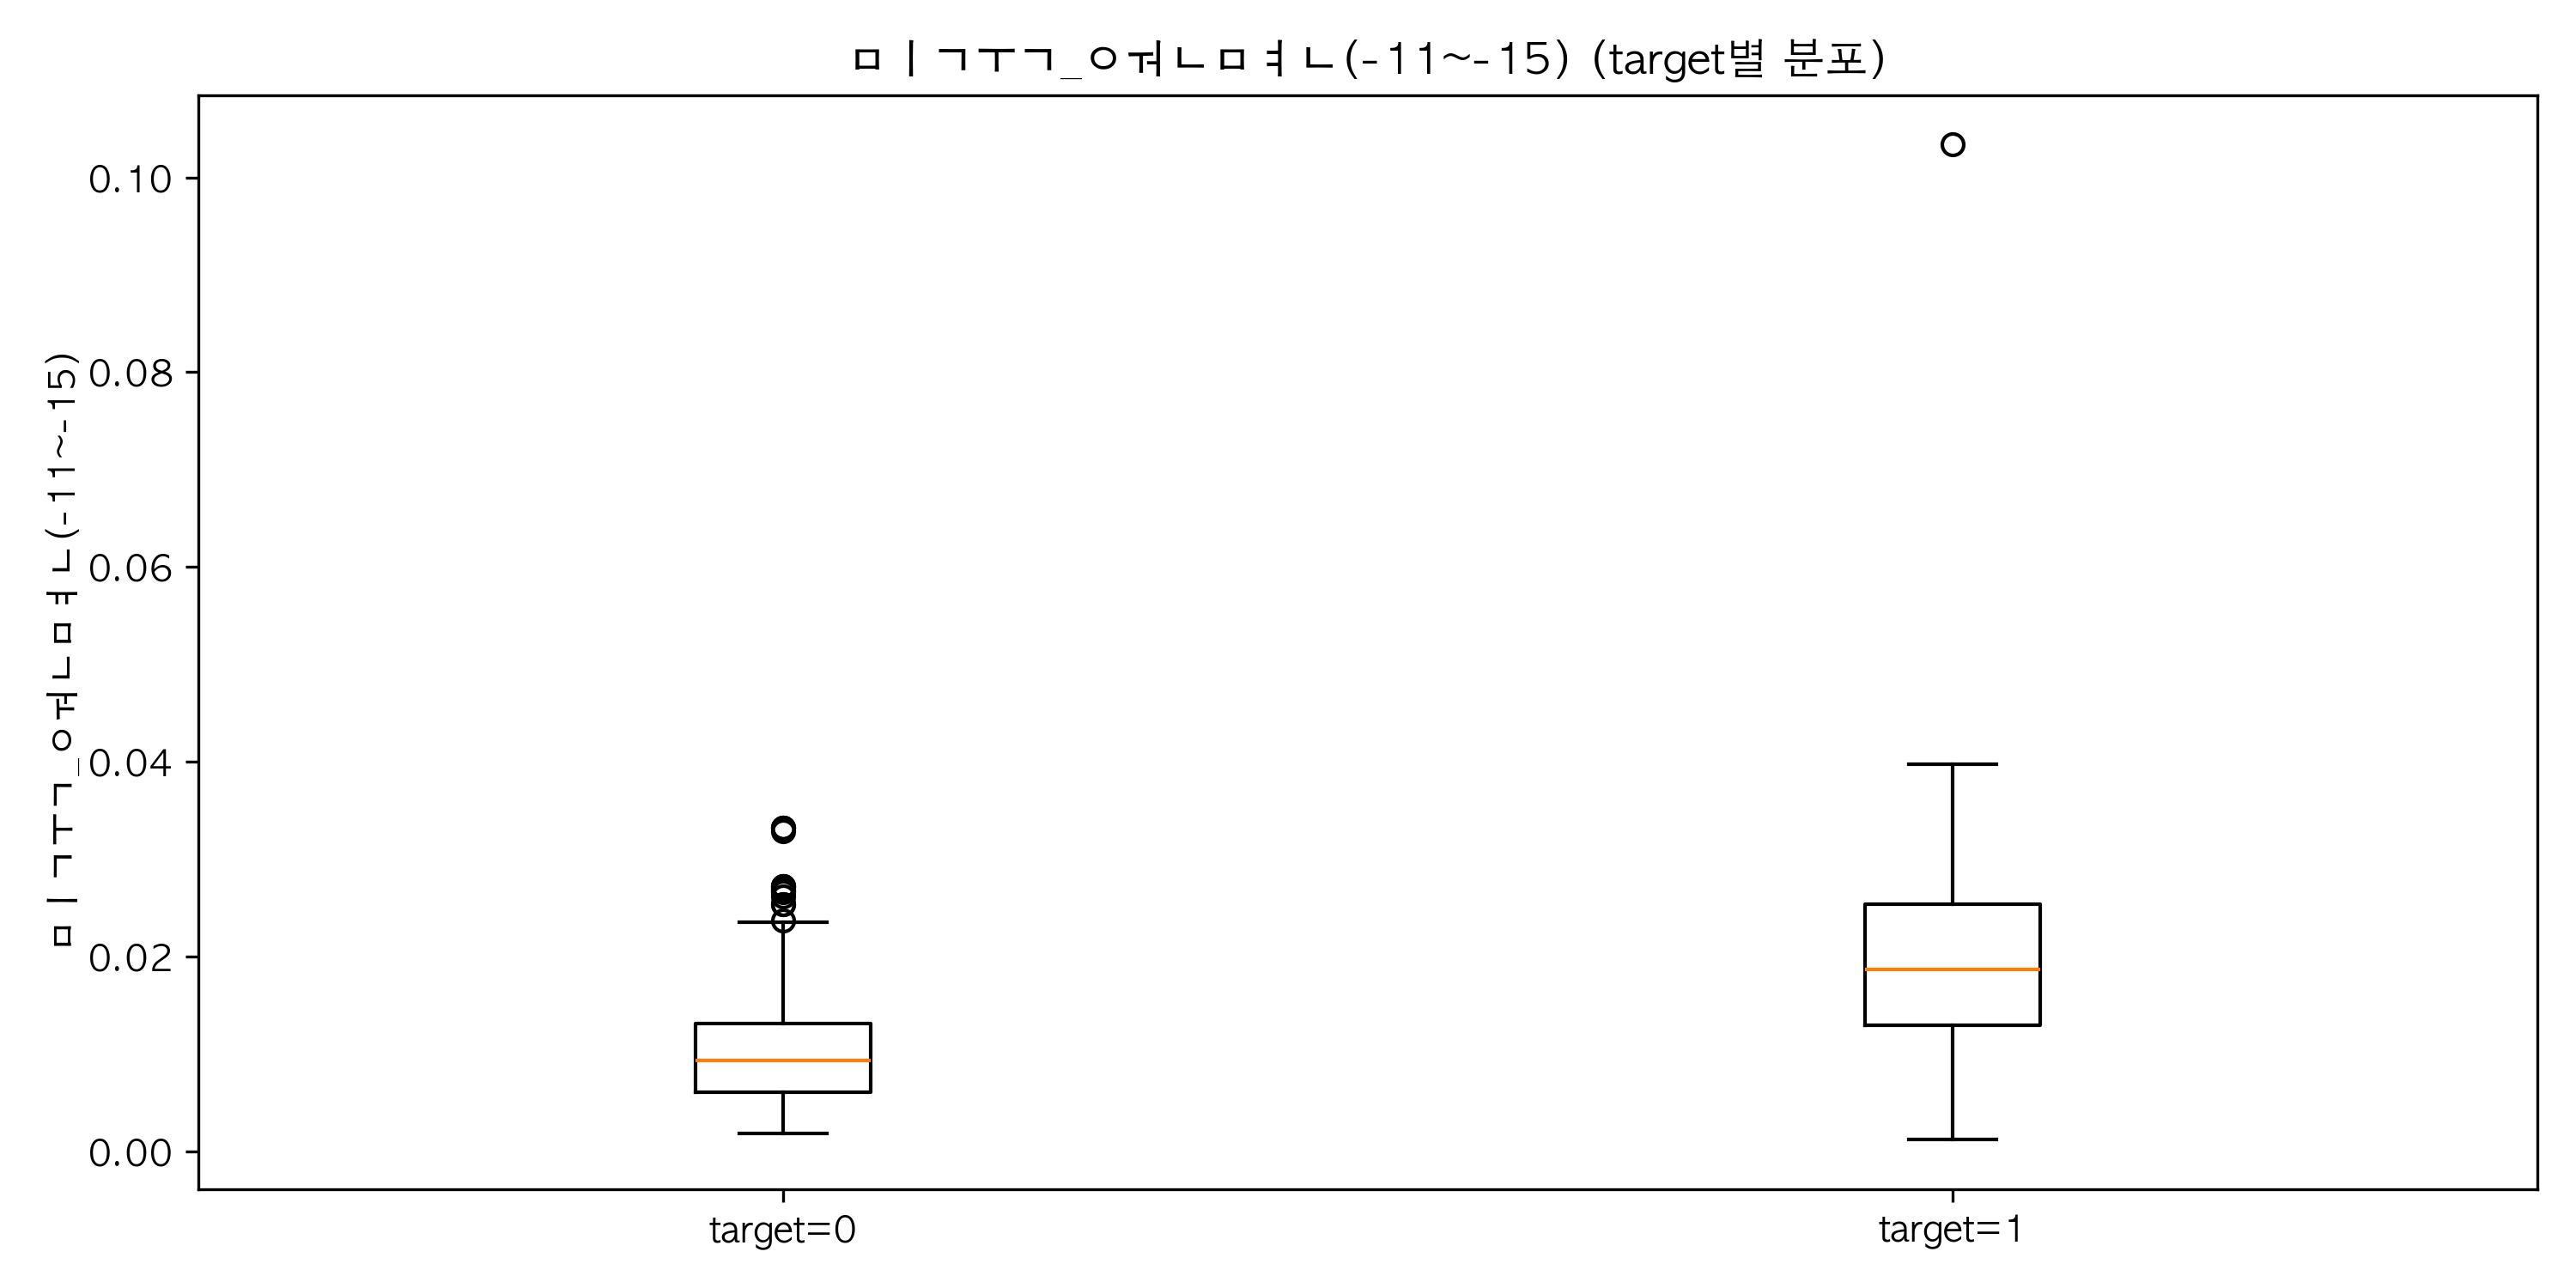 ㅁㅣㄱㅜㄱ_ㅇㅝㄴㅁㅕㄴ(-11~-15) (target별 분포)
ㅁㅣㄱㅜㄱ_ㅇㅝㄴㅁㅕㄴ(-11~-15)
0.10
0.08
0.06
0.04
0.02
0.00
target=0
target=1